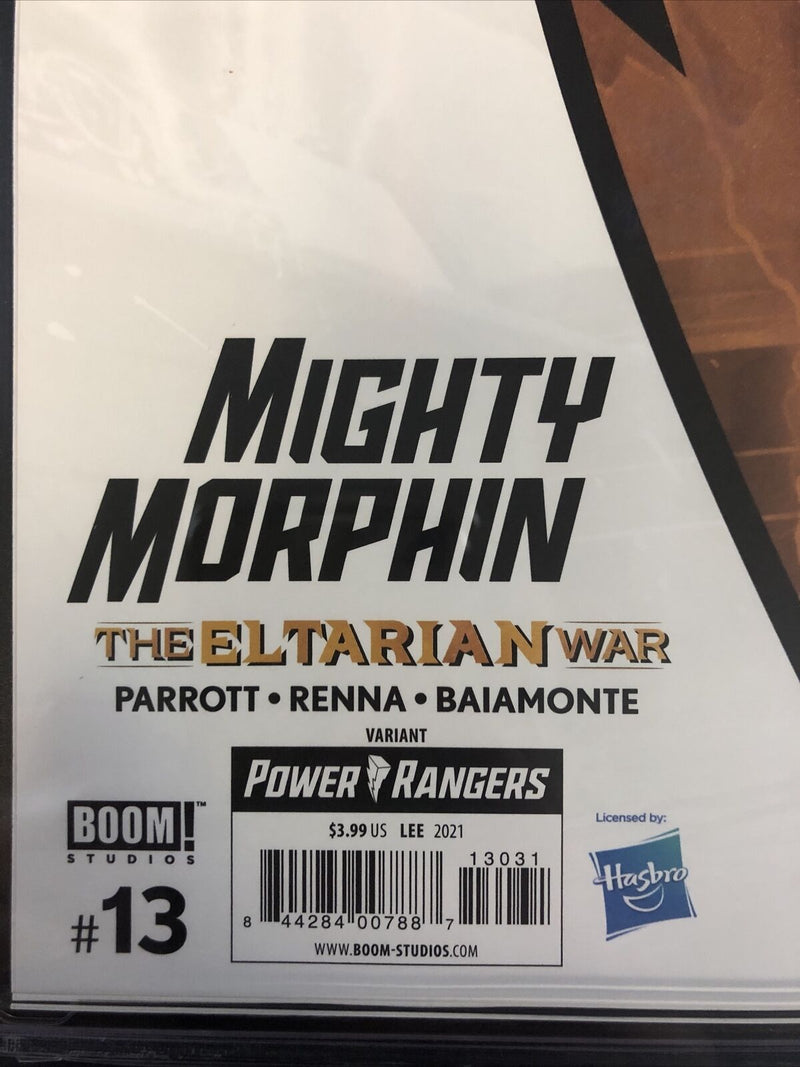 MIGHTY
MORPHIN
THE ELTARIAN WAR
PARROTT • RENNA • BAIAMONTE
VARIANT
POWER RANGERS
$3.99 US LEE 2021
13031
8 44284 00788 7
WWW.BOOM-STUDIOS.COM
BOOM!™
STUDIOS
#13
Licensed by:
Hasbro